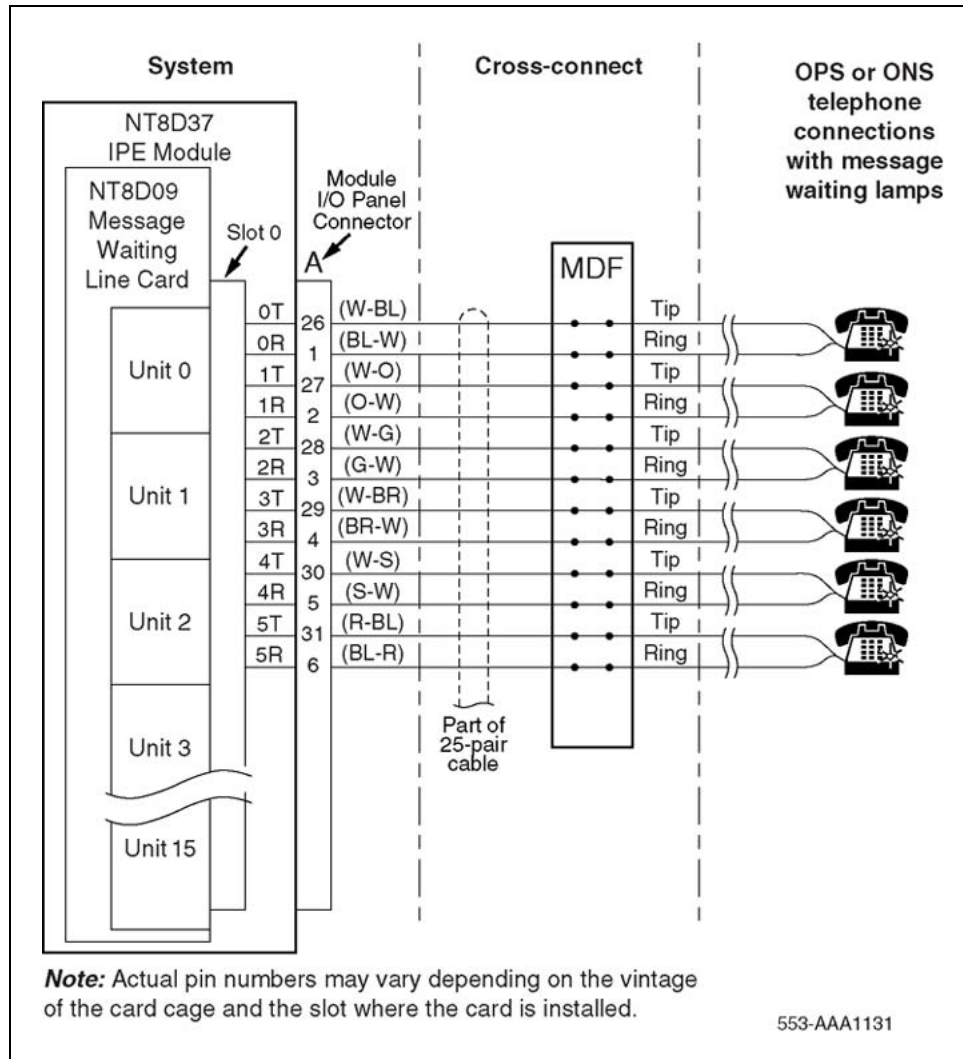 System
Cross-connect
OPS or ONS
telephone
connections
with message
waiting lamps
NT8D37
IPE Module
NT8D09
Message
Waiting
Line Card
Slot 0
Module
I/O Panel
Connector
A
MDF
Unit 0
Unit 1
Unit 2
Unit 3
Unit 15
0T 26 (W-BL) Tip
0R 1 (BL-W) Ring
1T 27 (W-O) Tip
1R 2 (O-W) Ring
2T 28 (W-G) Tip
2R 3 (G-W) Ring
3T 29 (W-BR) Tip
3R 4 (BR-W) Ring
4T 30 (W-S) Tip
4R 5 (S-W) Ring
5T 31 (R-BL) Tip
5R 6 (BL-R) Ring
Part of
25-pair
cable
Note: Actual pin numbers may vary depending on the vintage
of the card cage and the slot where the card is installed.
553-AAA1131